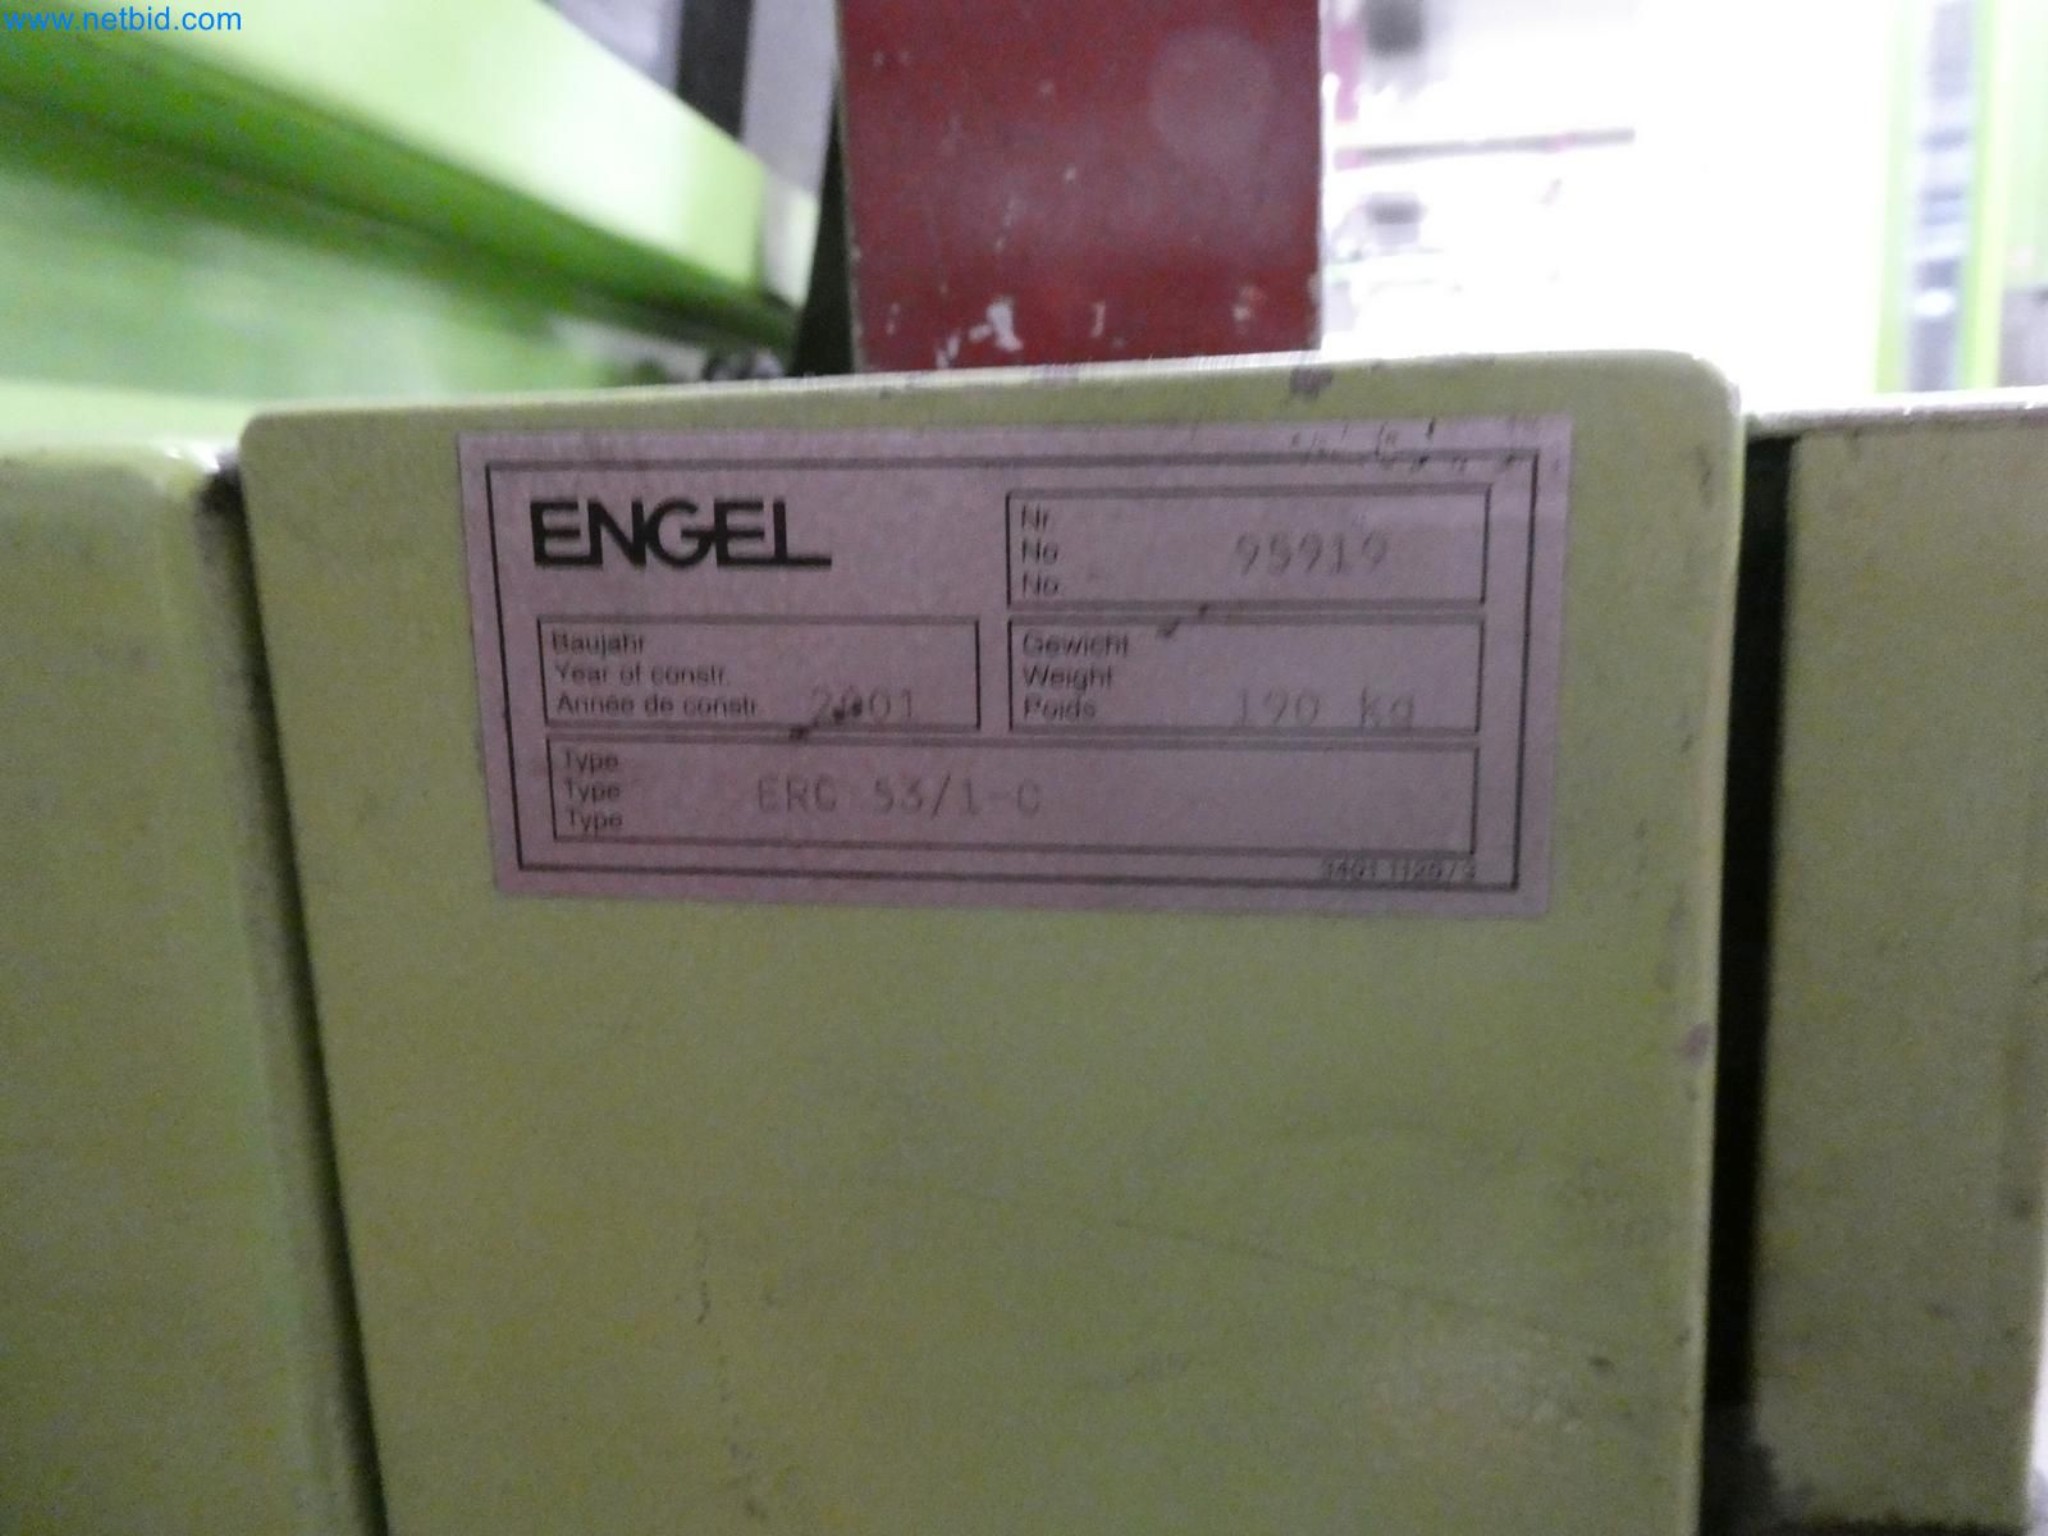 www.netbid.com
ENGEL
Nr.
No
No.
95919
Baujahr
Year of constr.
Année de constr. 2001
Gewicht
Weight
Poids 190 kg
Type
Type
Type
ERC 53/1-C